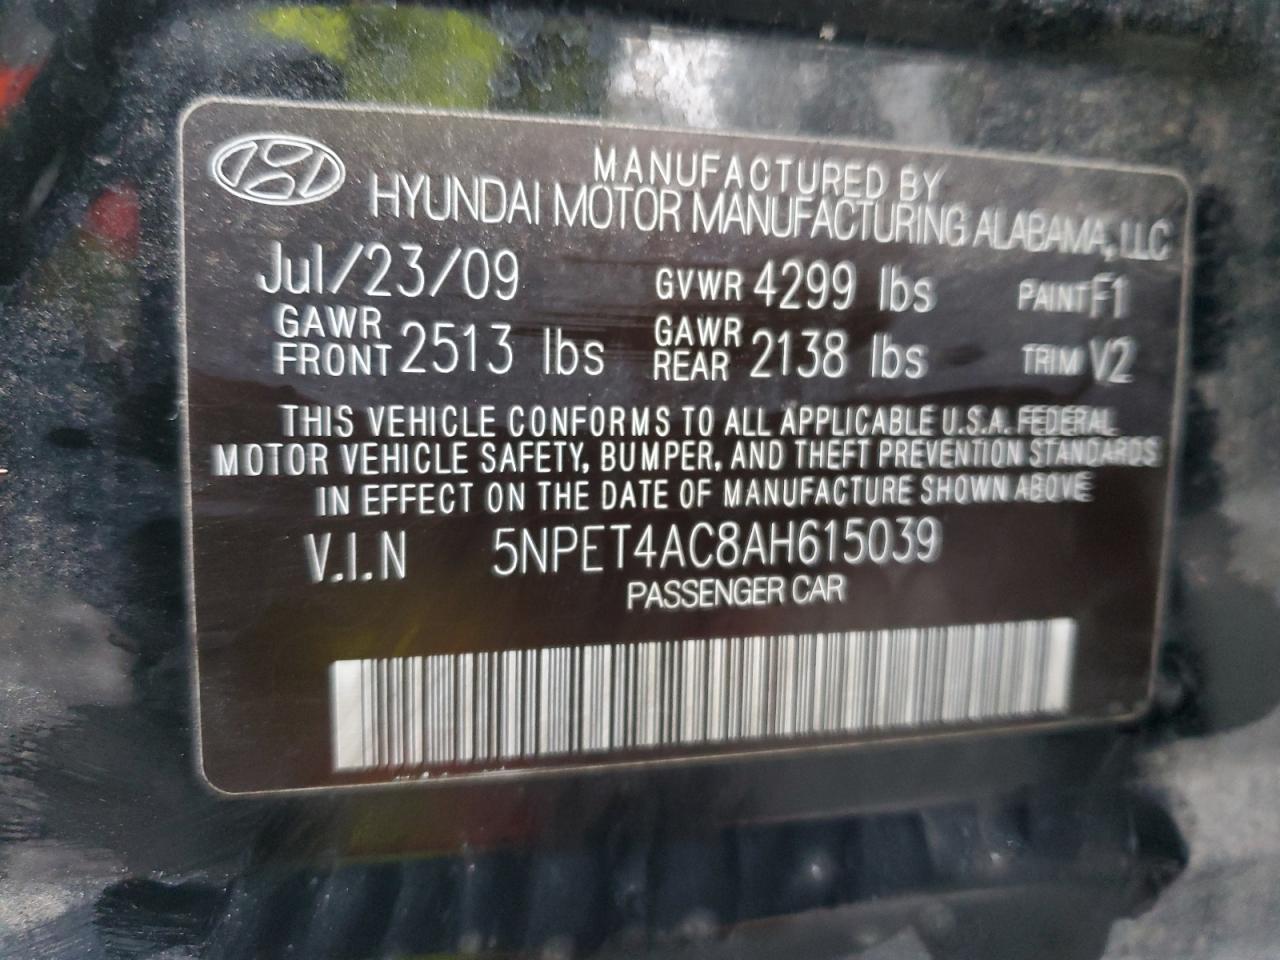 MANUFACTURED BY
HYUNDAI MOTOR MANUFACTURING ALABAMA, LLC
Jul/23/09 GVWR 4299 lbs PAINT F1
GAWR FRONT 2513 lbs GAWR REAR 2138 lbs TRIM V2
THIS VEHICLE CONFORMS TO ALL APPLICABLE U.S.A. FEDERAL
MOTOR VEHICLE SAFETY, BUMPER, AND THEFT PREVENTION STANDARDS
IN EFFECT ON THE DATE OF MANUFACTURE SHOWN ABOVE
V.I.N 5NPET4AC8AH615039
PASSENGER CAR